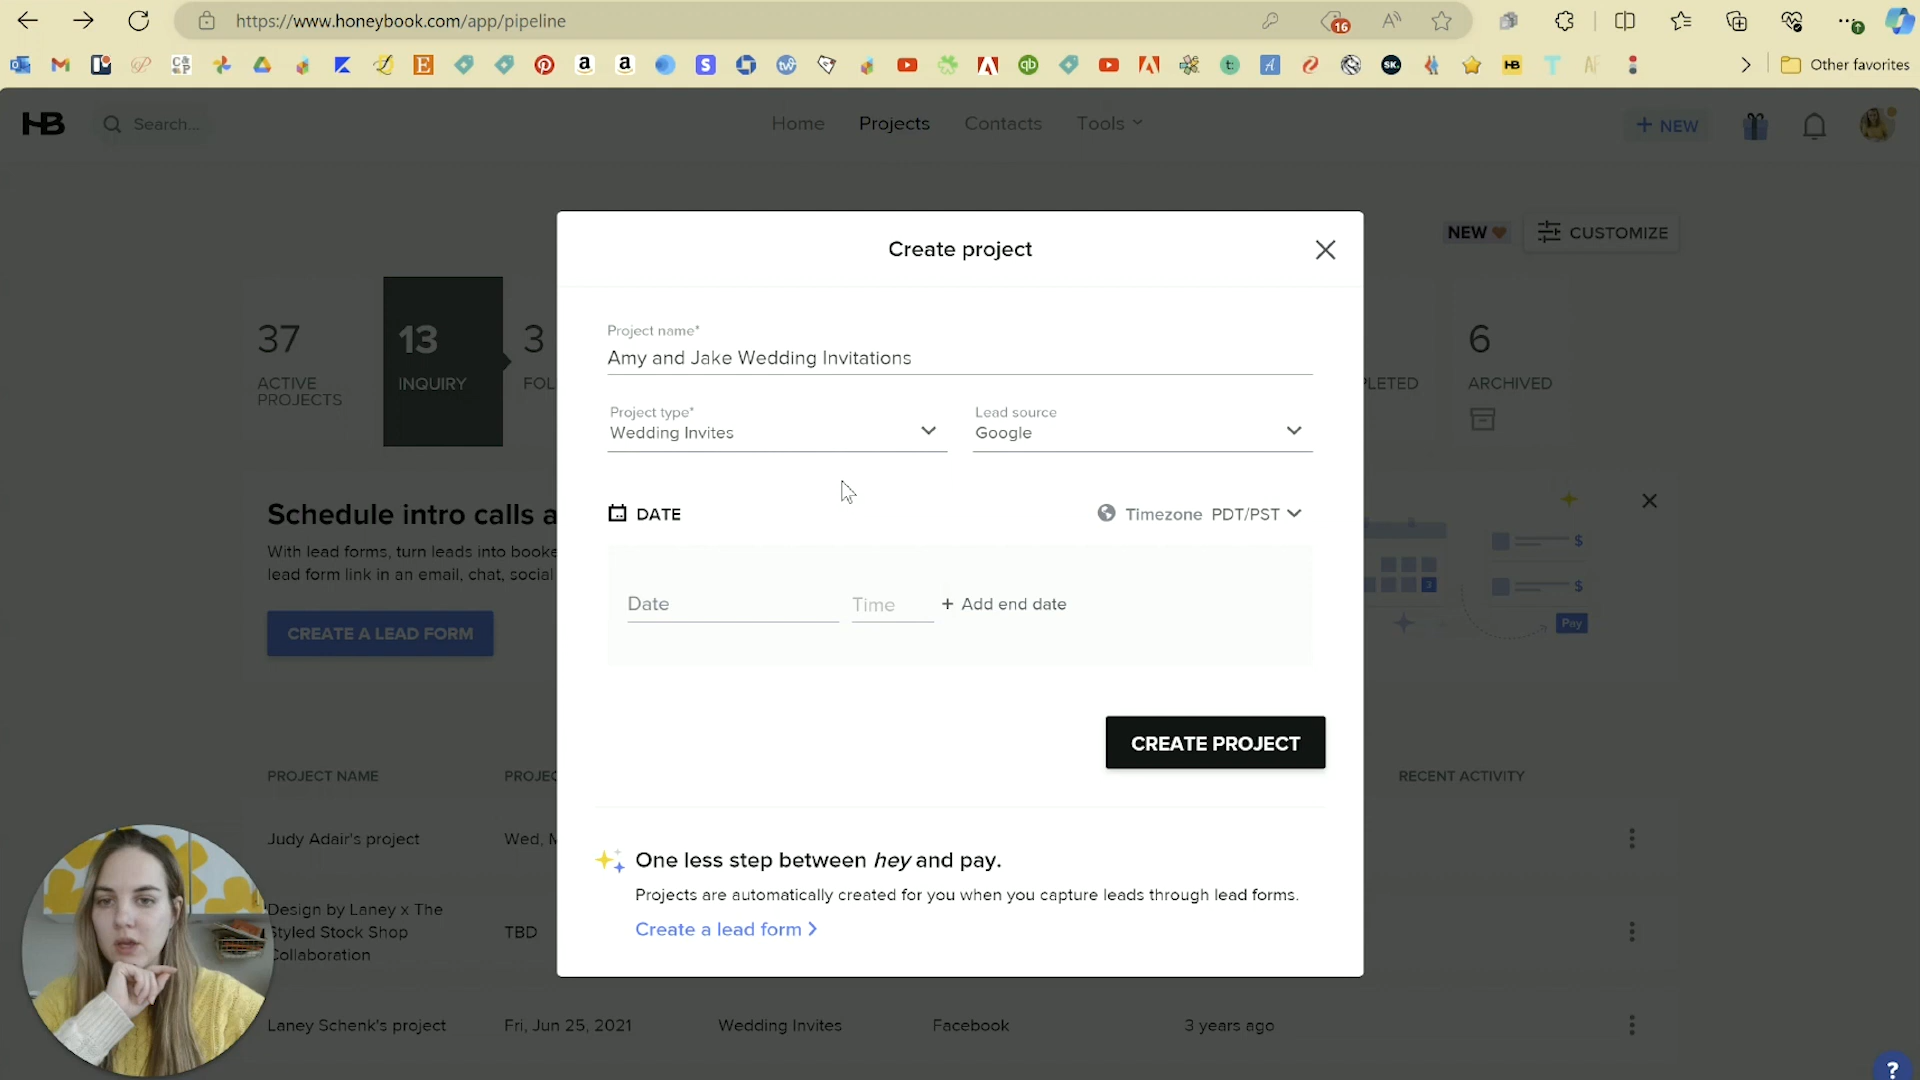 https://www.honeybook.com/app/pipeline
16
Other favorites
HB
Search...
Home
Projects
Contacts
Tools
+ NEW
NEW
CUSTOMIZE
37
ACTIVE
PROJECTS
13
INQUIRY
3
FOL
PLETED
6
ARCHIVED
Create project
Project name*
Amy and Jake Wedding Invitations
Project type*
Wedding Invites
Lead source
Google
DATE
Timezone PDT/PST
Date
Time
+ Add end date
CREATE PROJECT
One less step between hey and pay.
Projects are automatically created for you when you capture leads through lead forms.
Create a lead form >
Schedule intro calls a
With lead forms, turn leads into booke
lead form link in an email, chat, social
CREATE A LEAD FORM
Pay
PROJECT NAME
PROJEC
RECENT ACTIVITY
Judy Adair's project
Wed, M
Design by Laney x The
Styled Stock Shop
Collaboration
TBD
Laney Schenk's project
Fri, Jun 25, 2021
Wedding Invites
Facebook
3 years ago
?